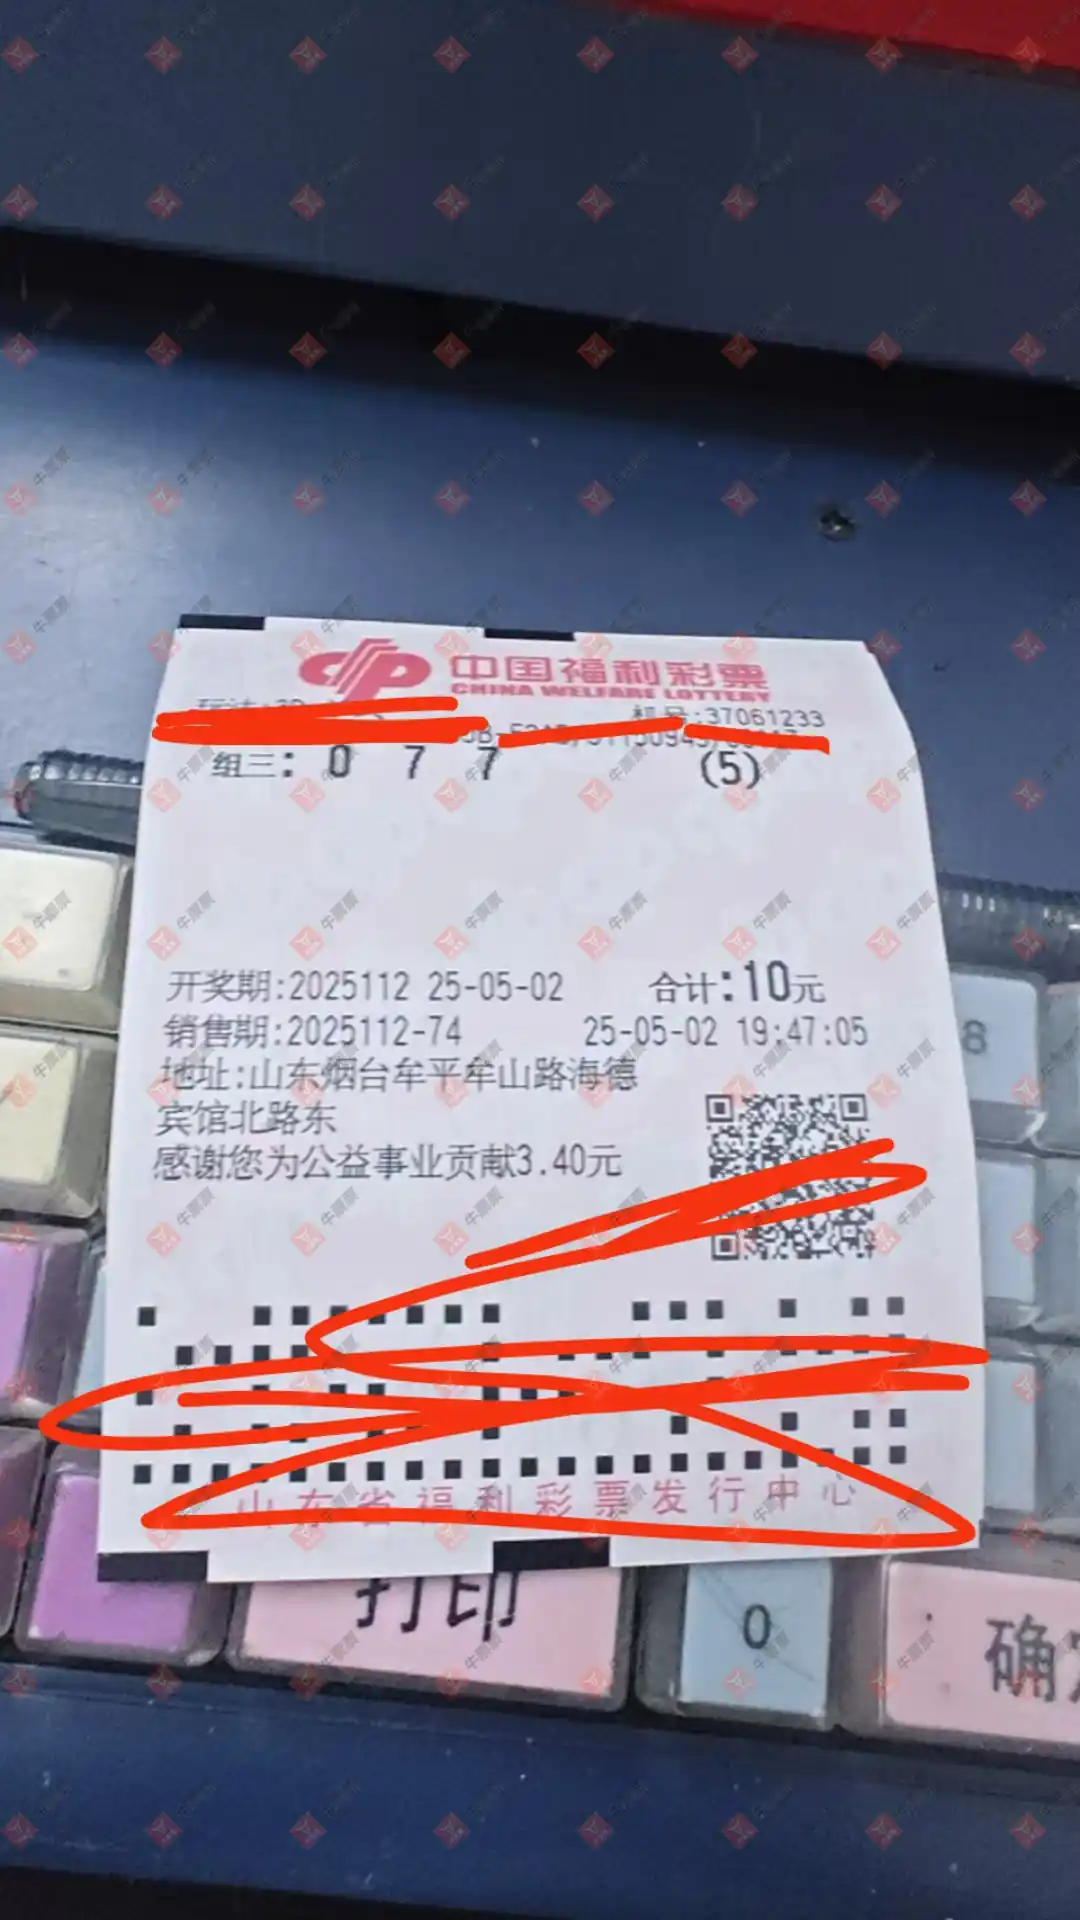 中国福利彩票
CHINA WELFARE LOTTERY
机号:37061233
组三: 0 7 7 (5)
开奖期:2025112 25-05-02 合计:10元
销售期:2025112-74 25-05-02 19:47:05
地址:山东烟台牟平牟山路海德
宾馆北路东
感谢您为公益事业贡献3.40元
山东省福利彩票发行中心
打印
0
确
8
牛票票